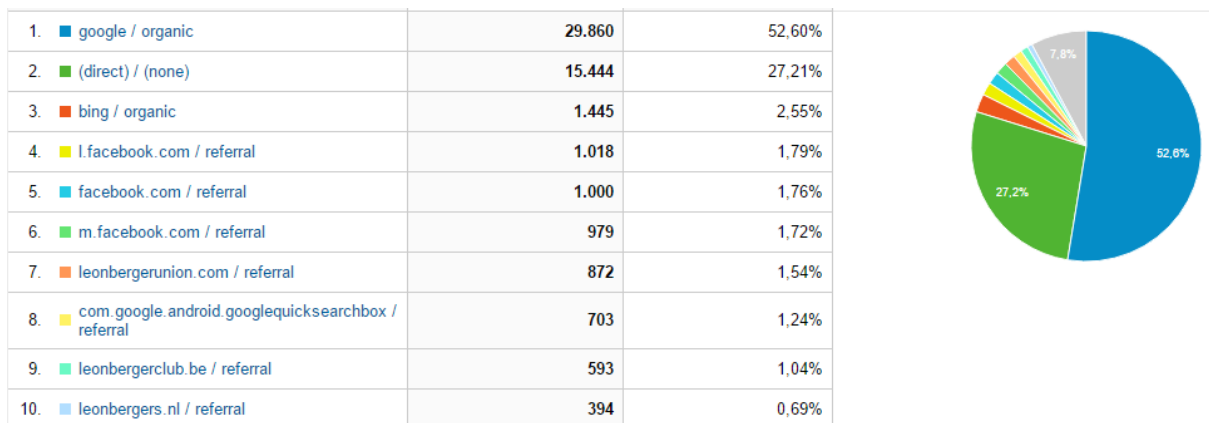 1. google / organic 29.860 52,60%
2. (direct) / (none) 15.444 27,21%
3. bing / organic 1.445 2,55%
4. l.facebook.com / referral 1.018 1,79%
5. facebook.com / referral 1.000 1,76%
6. m.facebook.com / referral 979 1,72%
7. leonbergerunion.com / referral 872 1,54%
8. com.google.android.googlequicksearchbox /
referral 703 1,24%
9. leonbergerclub.be / referral 593 1,04%
10. leonbergers.nl / referral 394 0,69%
7,8%
52,6%
27,2%